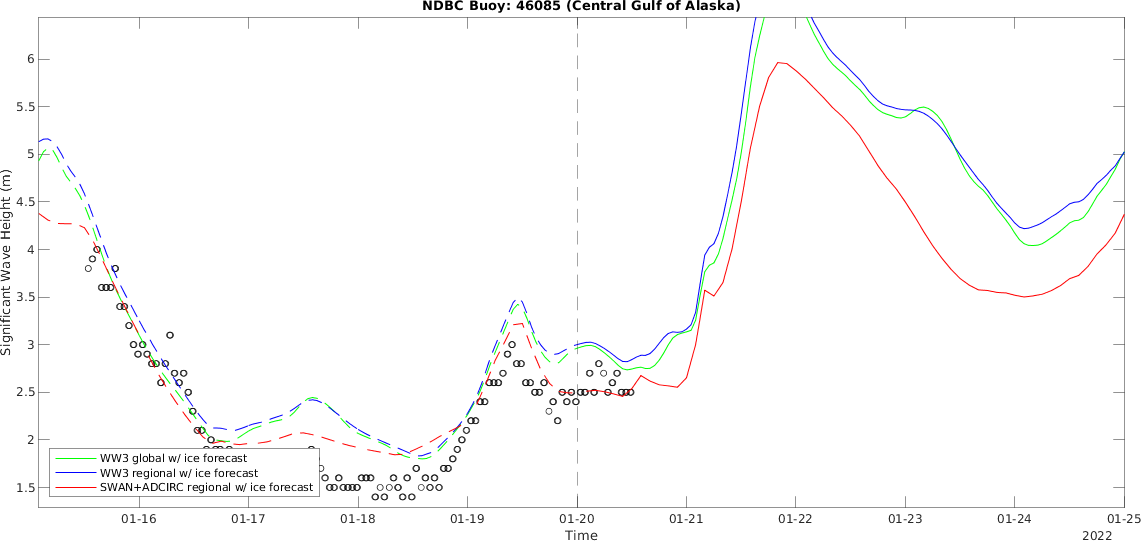 NDBC Buoy: 46085 (Central Gulf of Alaska)
Significant Wave Height (m)
6
5.5
5
4.5
4
3.5
3
2.5
2
1.5
WW3 global w/ ice forecast
WW3 regional w/ ice forecast
SWAN+ADCIRC regional w/ ice forecast
01-16 01-17 01-18 01-19 01-20 01-21 01-22 01-23 01-24 01-25
Time
2022